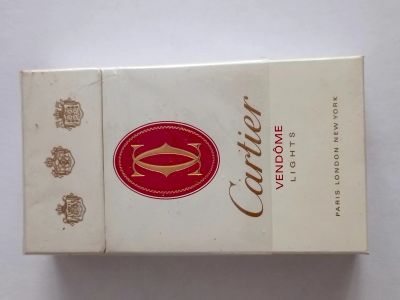 Cartier
VENDÔME
LIGHTS
PARIS LONDON NEW YORK